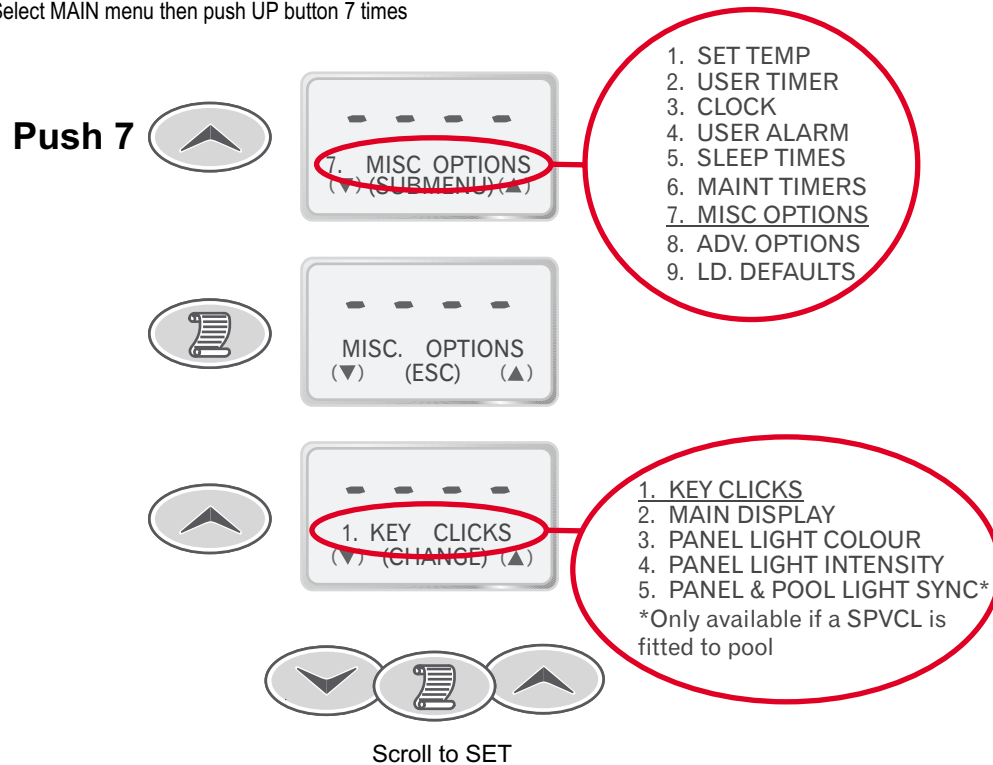 Select MAIN menu then push UP button 7 times
Push 7
7. MISC OPTIONS
(▼) (SUBMENU) (▲)
1. SET TEMP
2. USER TIMER
3. CLOCK
4. USER ALARM
5. SLEEP TIMES
6. MAINT TIMERS
7. MISC OPTIONS
8. ADV. OPTIONS
9. LD. DEFAULTS
MISC. OPTIONS
(▼) (ESC) (▲)
1. KEY CLICKS
(▼) (CHANGE) (▲)
1. KEY CLICKS
2. MAIN DISPLAY
3. PANEL LIGHT COLOUR
4. PANEL LIGHT INTENSITY
5. PANEL & POOL LIGHT SYNC*
*Only available if a SPVCL is
fitted to pool
Scroll to SET